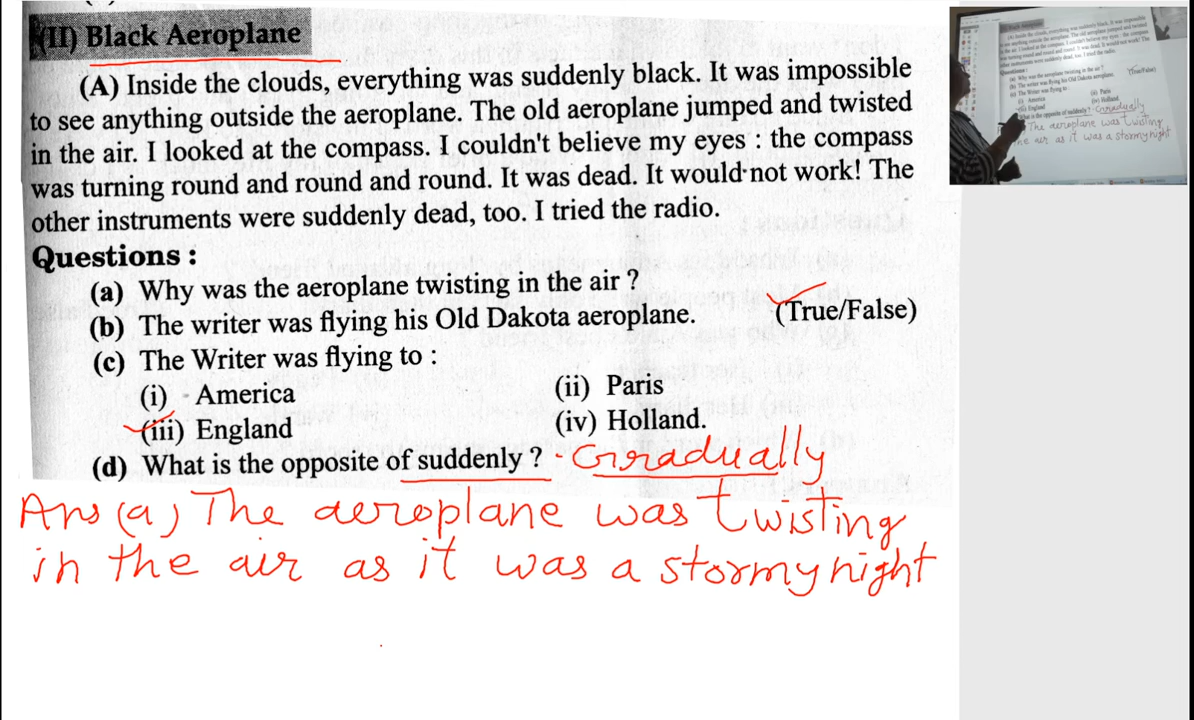 (II) Black Aeroplane
(A) Inside the clouds, everything was suddenly black. It was impossible
to see anything outside the aeroplane. The old aeroplane jumped and twisted
in the air. I looked at the compass. I couldn't believe my eyes : the compass
was turning round and round and round. It was dead. It would not work! The
other instruments were suddenly dead, too. I tried the radio.
Questions :
(a) Why was the aeroplane twisting in the air ?
(b) The writer was flying his Old Dakota aeroplane. (True/False)
(c) The Writer was flying to :
(i) America (ii) Paris
(iii) England (iv) Holland.
(d) What is the opposite of suddenly ? - Gradually
Ans (a) The aeroplane was twisting
in the air as it was a stormy night